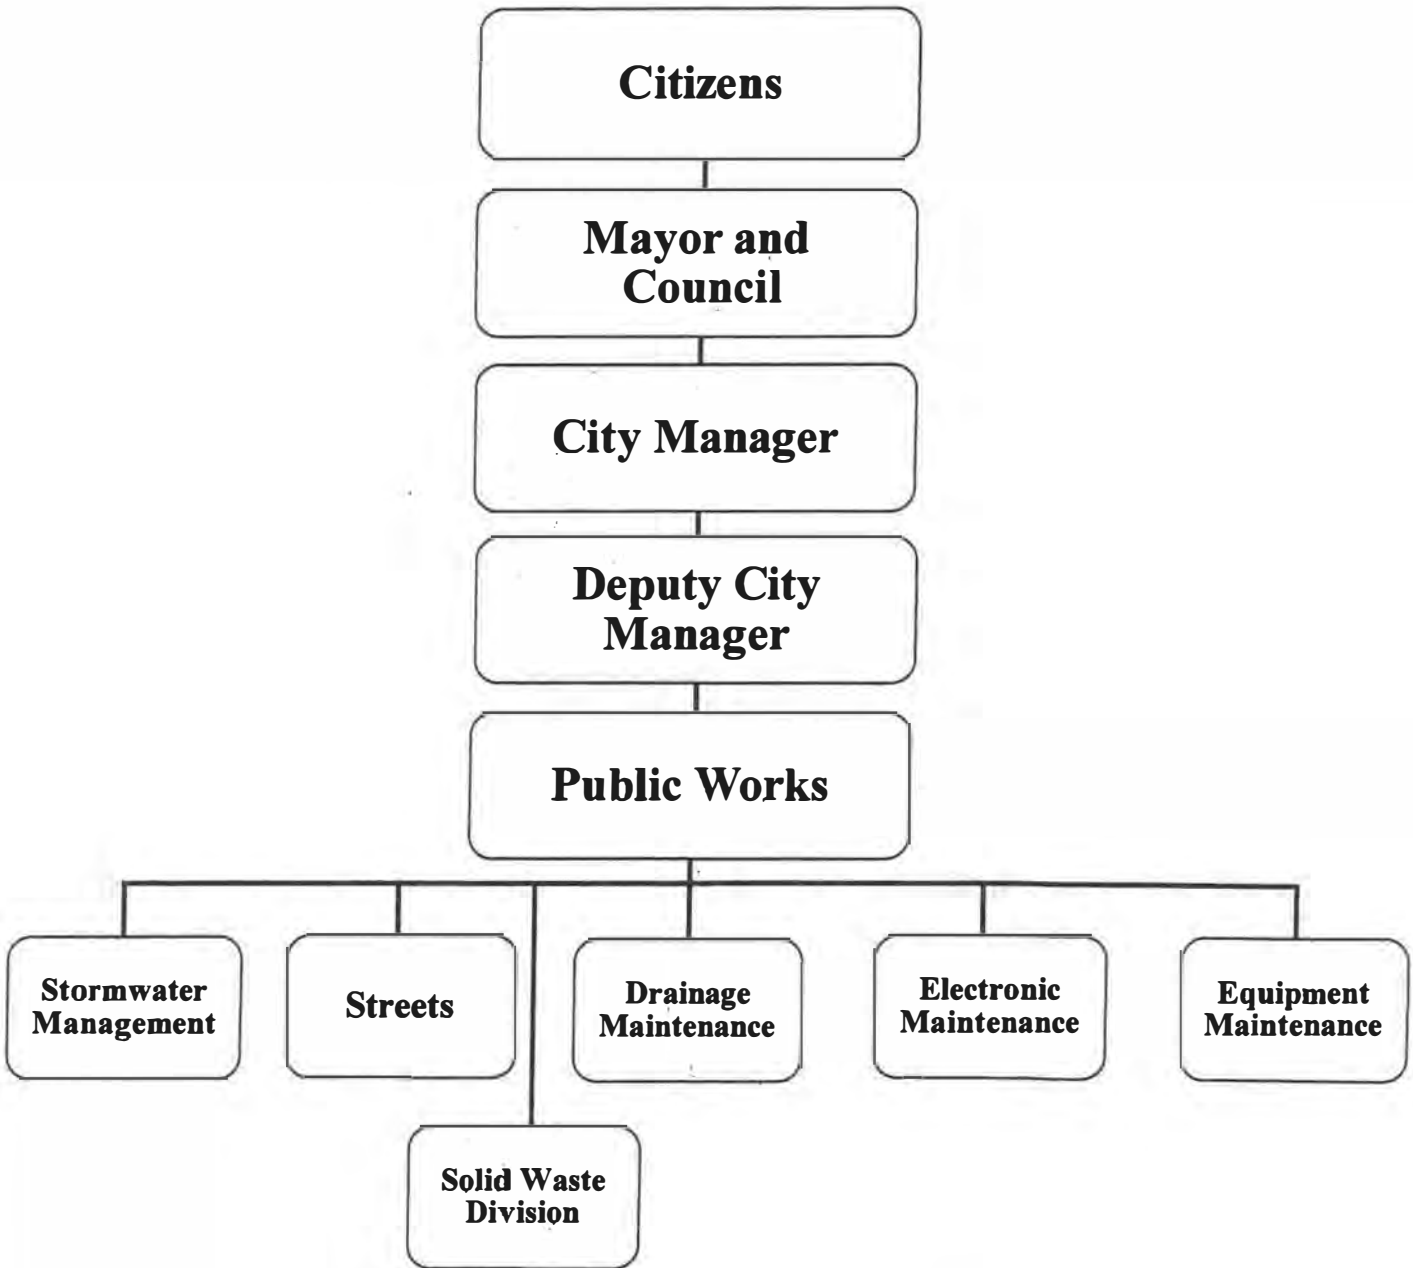 Citizens
Mayor and
Council
City Manager
Deputy City
Manager
Public Works
Stormwater
Management
Streets
Drainage
Maintenance
Electronic
Maintenance
Equipment
Maintenance
Solid Waste
Division